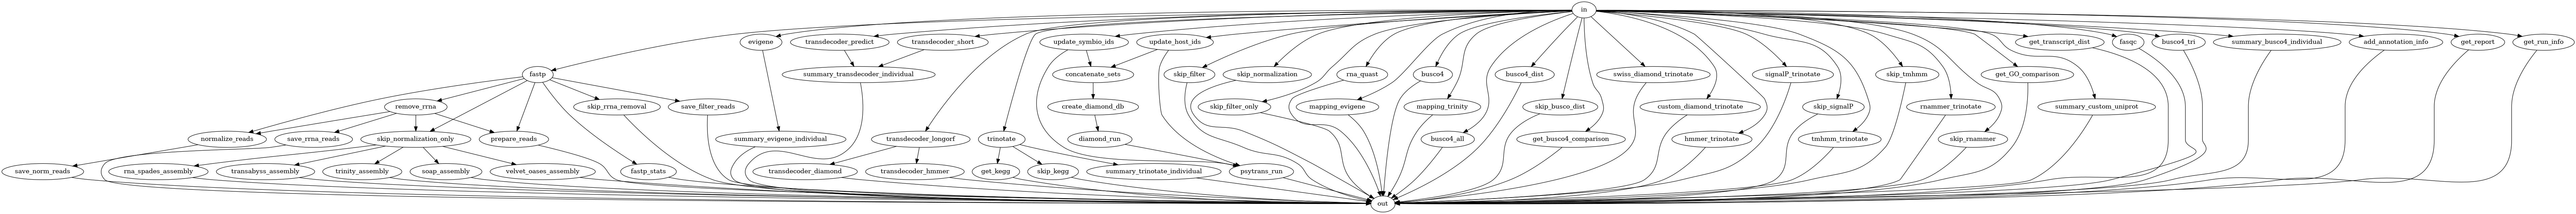 in
evigene
transdecoder_predict
transdecoder_short
update_symbio_ids
update_host_ids
get_transcript_dist
fasqc
busco4_tri
summary_busco4_individual
add_annotation_info
get_report
get_run_info
fastp
summary_transdecoder_individual
concatenate_sets
skip_filter
skip_normalization
rna_quast
busco4
busco4_dist
swiss_diamond_trinotate
signalP_trinotate
skip_tmhmm
get_GO_comparison
remove_rrna
skip_rrna_removal
save_filter_reads
create_diamond_db
skip_filter_only
mapping_evigene
mapping_trinity
skip_busco_dist
custom_diamond_trinotate
skip_signalP
rnammer_trinotate
summary_custom_uniprot
normalize_reads
save_rrna_reads
skip_normalization_only
prepare_reads
summary_evigene_individual
transdecoder_longorf
trinotate
diamond_run
busco4_all
get_busco4_comparison
hmmer_trinotate
tmhmm_trinotate
skip_rnammer
save_norm_reads
rna_spades_assembly
transabyss_assembly
trinity_assembly
soap_assembly
velvet_oases_assembly
fastp_stats
transdecoder_diamond
transdecoder_hmmer
get_kegg
skip_kegg
summary_trinotate_individual
psytrans_run
out